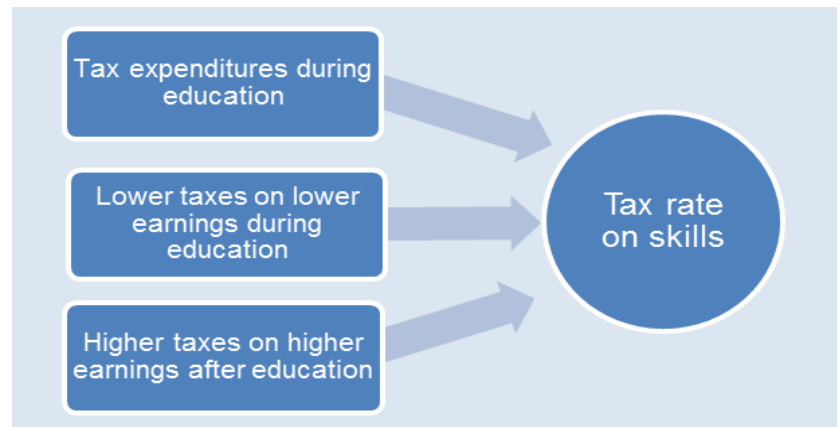 Tax expenditures during
education
Lower taxes on lower
earnings during
education
Higher taxes on higher
earnings after education
Tax rate
on skills